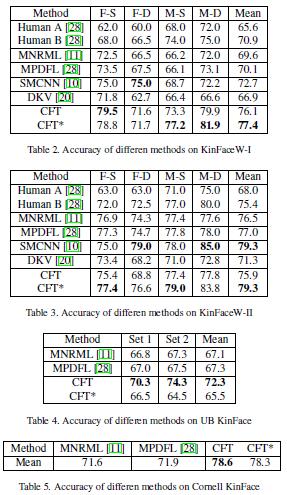 Method F-S F-D M-S M-D Mean
Human A [28] 62.0 60.0 68.0 72.0 65.6
Human B [28] 68.0 66.5 74.0 75.0 70.9
MNRML [11] 72.5 66.5 66.2 72.0 69.6
MPDFL [28] 73.5 67.5 66.1 73.1 70.1
SMCNN [10] 75.0 75.0 68.7 72.2 72.7
DKV [20] 71.8 62.7 66.4 66.6 66.9
CFT 79.5 71.6 73.3 79.9 76.1
CFT* 78.8 71.7 77.2 81.9 77.4
Table 2. Accuracy of differen methods on KinFaceW-I
Method F-S F-D M-S M-D Mean
Human A [28] 63.0 63.0 71.0 75.0 68.0
Human B [28] 72.0 72.5 77.0 80.0 75.4
MNRML [11] 76.9 74.3 77.4 77.6 76.5
MPDFL [28] 77.3 74.7 77.8 78.0 77.0
SMCNN [10] 75.0 79.0 78.0 85.0 79.3
DKV [20] 73.4 68.2 71.0 72.8 71.3
CFT 75.4 68.8 77.4 77.8 75.9
CFT* 77.4 76.6 79.0 83.8 79.3
Table 3. Accuracy of differen methods on KinFaceW-II
Method Set 1 Set 2 Mean
MNRML [11] 66.8 67.3 67.1
MPDFL [28] 67.0 67.5 67.3
CFT 70.3 74.3 72.3
CFT* 66.5 64.5 65.5
Table 4. Accuracy of differen methods on UB KinFace
Method MNRML [11] MPDFL [28] CFT CFT*
Mean 71.6 71.9 78.6 78.3
Table 5. Accuracy of differen methods on Cornell KinFace